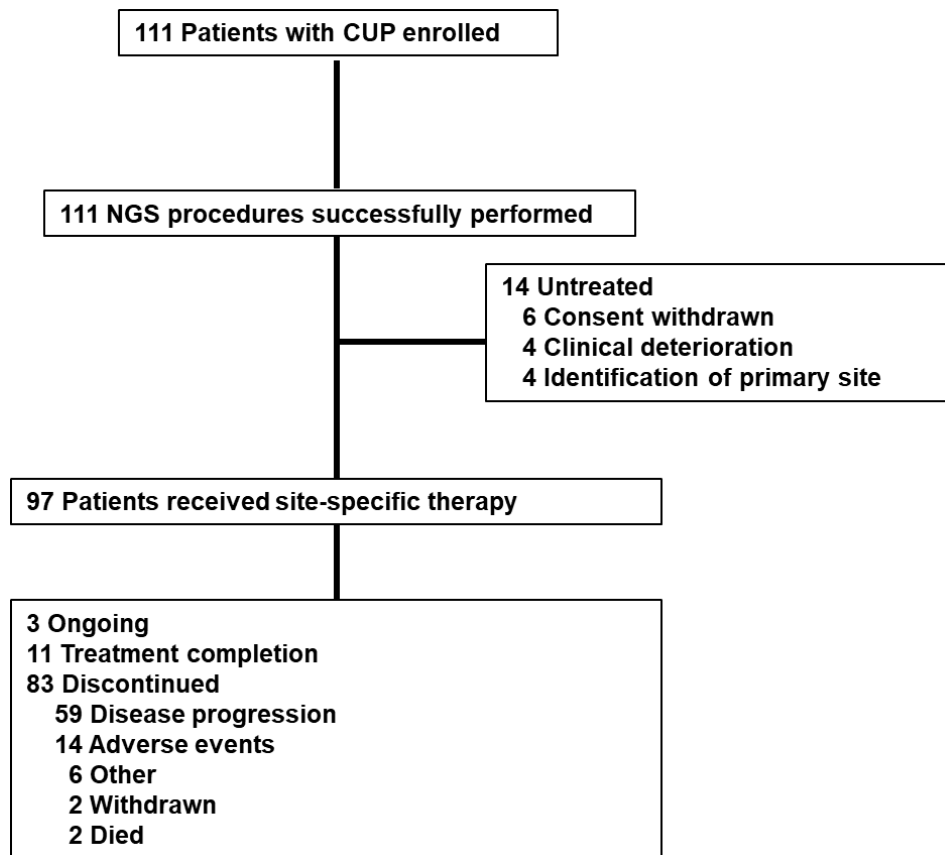 111 Patients with CUP enrolled
111 NGS procedures successfully performed
14 Untreated
6 Consent withdrawn
4 Clinical deterioration
4 Identification of primary site
97 Patients received site-specific therapy
3 Ongoing
11 Treatment completion
83 Discontinued
59 Disease progression
14 Adverse events
6 Other
2 Withdrawn
2 Died